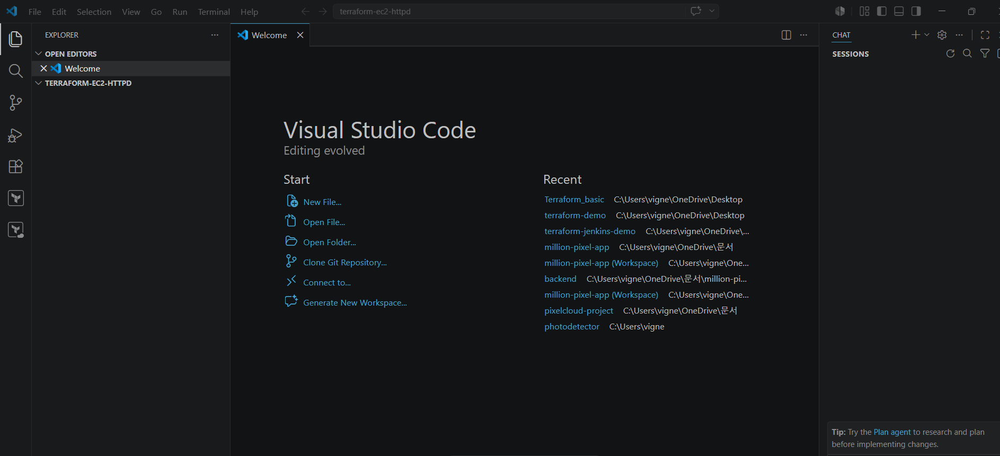 File Edit Selection View Go Run Terminal Help
terraform-ec2-httpd
EXPLORER
OPEN EDITORS
Welcome
TERRAFORM-EC2-HTTPD
Welcome
Visual Studio Code
Editing evolved
Start
New File...
Open File...
Open Folder...
Clone Git Repository...
Connect to...
Generate New Workspace...
Recent
Terraform_basic C:\Users\vigne\OneDrive\Desktop
terraform-demo C:\Users\vigne\OneDrive\Desktop
terraform-jenkins-demo C:\Users\vigne\OneDrive\...
million-pixel-app C:\Users\vigne\OneDrive\문서
million-pixel-app (Workspace) C:\Users\vigne\One...
backend C:\Users\vigne\OneDrive\문서\million-pi...
million-pixel-app (Workspace) C:\Users\vigne\One...
pixelcloud-project C:\Users\vigne\OneDrive\문서
photodetector C:\Users\vigne
CHAT
SESSIONS
Tip: Try the Plan agent to research and plan
before implementing changes.